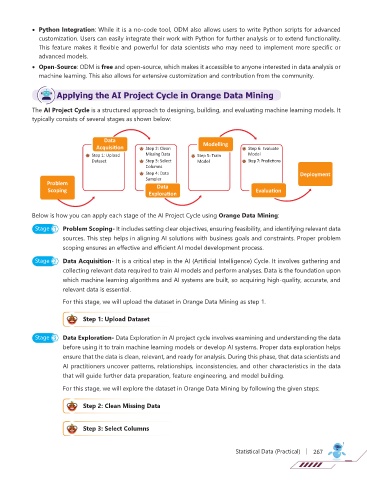 • Python Integration: While it is a no-code tool, ODM also allows users to write Python scripts for advanced
customization. Users can easily integrate their work with Python for further analysis or to extend functionality.
This feature makes it flexible and powerful for data scientists who may need to implement more specific or
advanced models.
• Open-Source: ODM is free and open-source, which makes it accessible to anyone interested in data analysis or
machine learning. This also allows for extensive customization and contribution from the community.
Applying the AI Project Cycle in Orange Data Mining
The AI Project Cycle is a structured approach to designing, building, and evaluating machine learning models. It
typically consists of several stages as shown below:
Problem
Scoping
Data
Acquisition
Step 1: Upload
Dataset
Step 2: Clean
Missing Data
Step 3: Select
Columns
Step 4: Data
Sampler
Data
Exploration
Modelling
Step 5: Train
Model
Step 6: Evaluate
Model
Step 7: Predictions
Evaluation
Deployment
Below is how you can apply each stage of the AI Project Cycle using Orange Data Mining:
Stage 1 Problem Scoping- It includes setting clear objectives, ensuring feasibility, and identifying relevant data
sources. This step helps in aligning AI solutions with business goals and constraints. Proper problem
scoping ensures an effective and efficient AI model development process.
Stage 2 Data Acquisition- It is a critical step in the AI (Artificial Intelligence) Cycle. It involves gathering and
collecting relevant data required to train AI models and perform analyses. Data is the foundation upon
which machine learning algorithms and AI systems are built, so acquiring high-quality, accurate, and
relevant data is essential.
For this stage, we will upload the dataset in Orange Data Mining as step 1.
Step 1: Upload Dataset
Stage 3 Data Exploration- Data Exploration in AI project cycle involves examining and understanding the data
before using it to train machine learning models or develop AI systems. Proper data exploration helps
ensure that the data is clean, relevant, and ready for analysis. During this phase, that data scientists and
AI practitioners uncover patterns, relationships, inconsistencies, and other characteristics in the data
that will guide further data preparation, feature engineering, and model building.
For this stage, we will explore the dataset in Orange Data Mining by following the given steps:
Step 2: Clean Missing Data
Step 3: Select Columns
Statistical Data (Practical) | 267